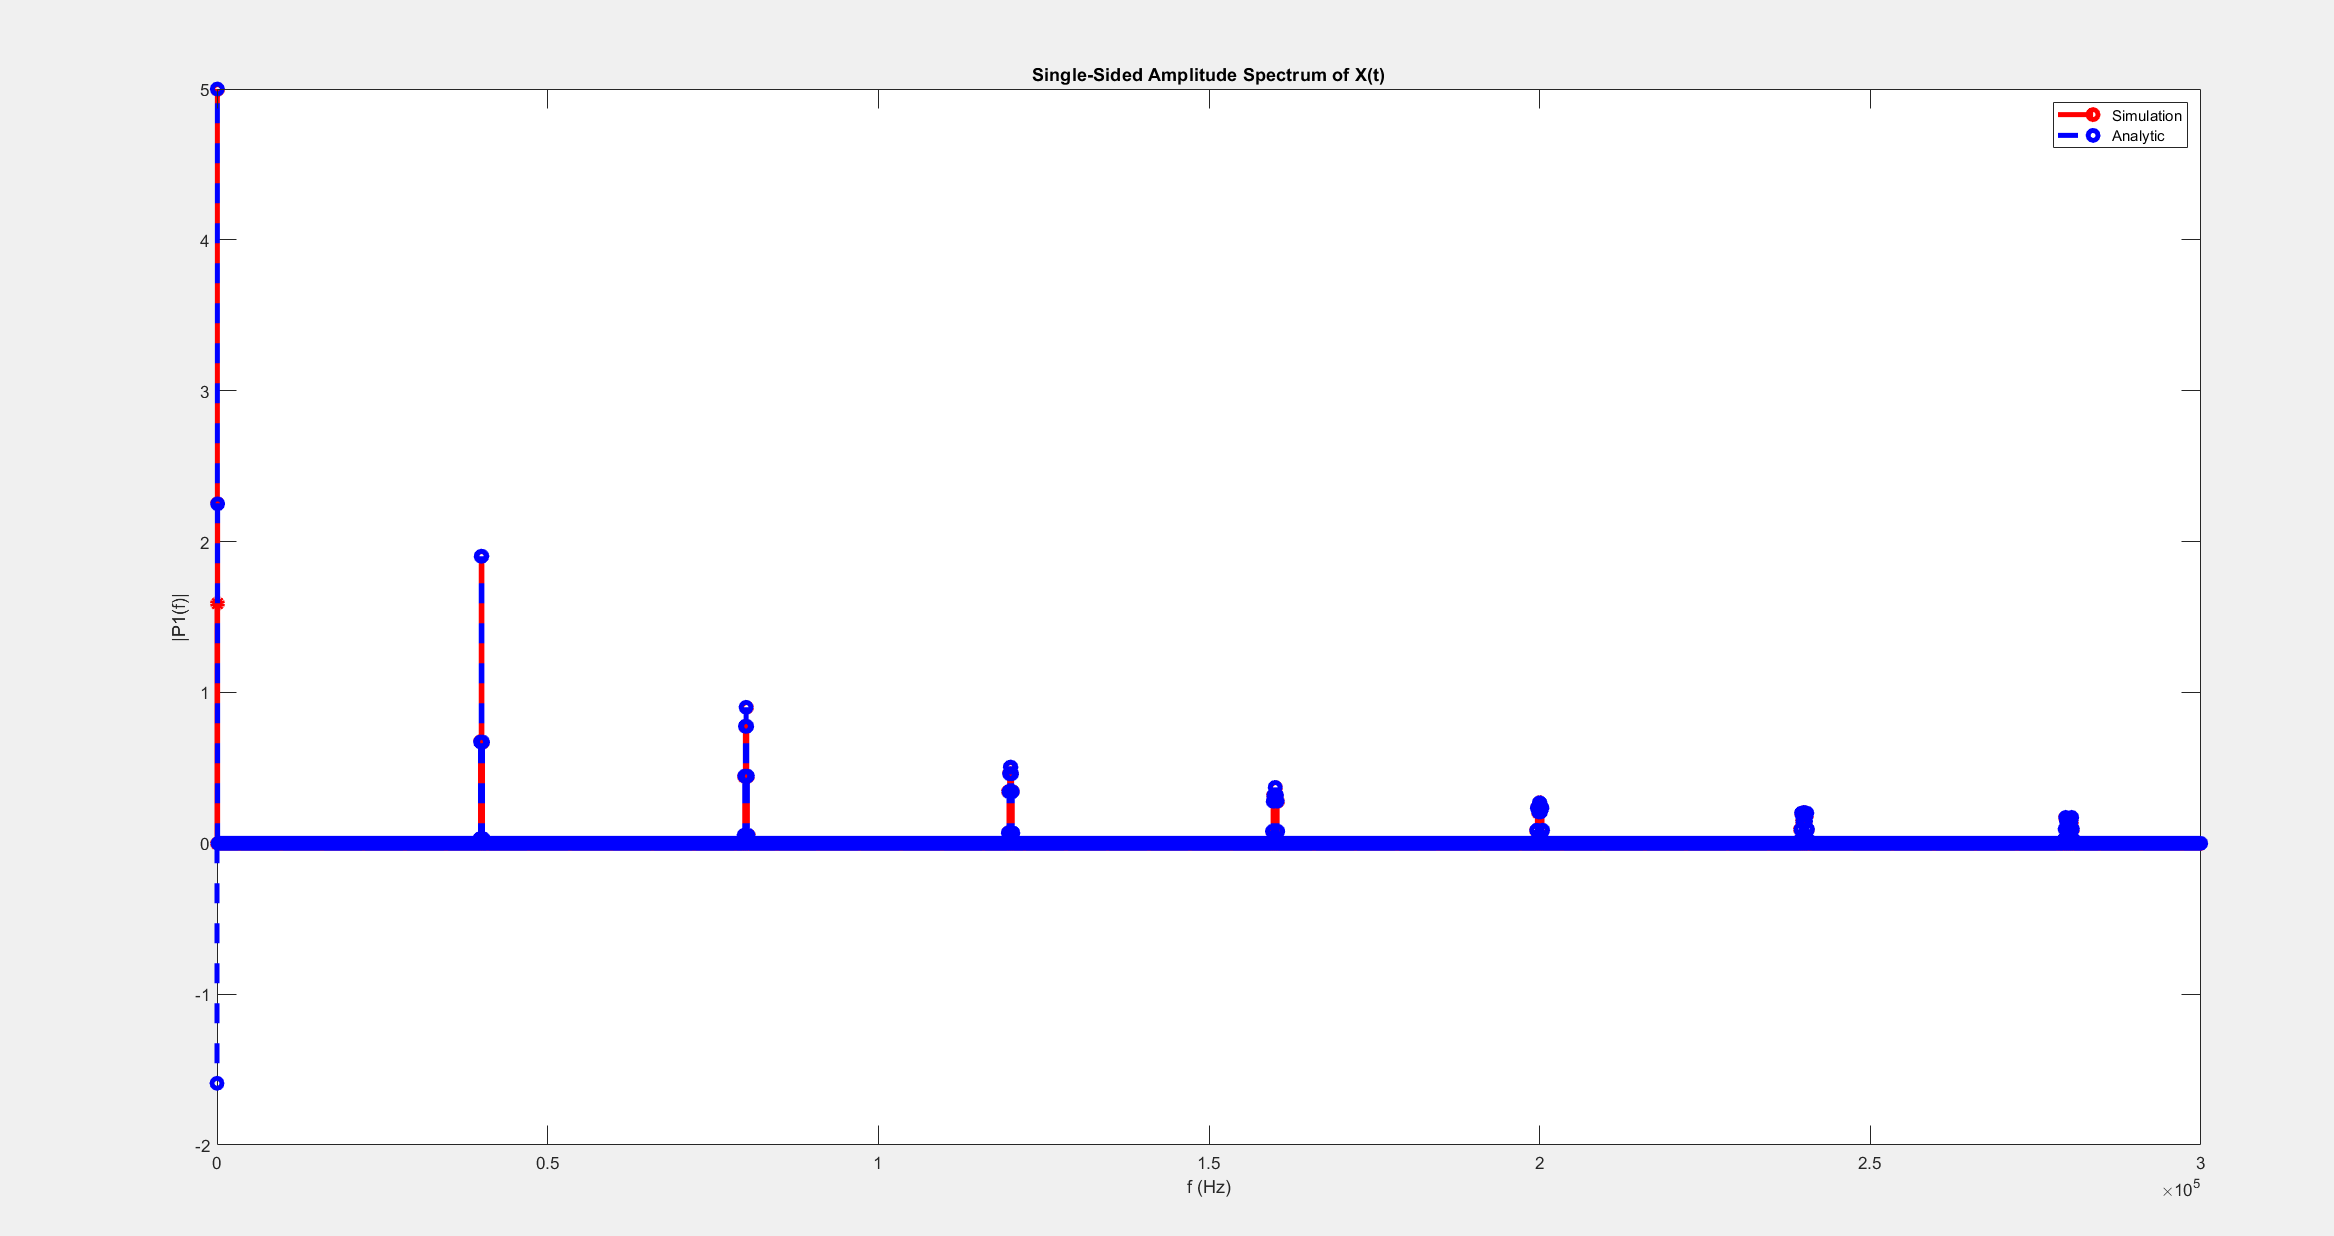 Single-Sided Amplitude Spectrum of X(t)
Simulation
Analytic
5
4
3
2
1
0
-1
-2
|P1(f)|
0 0.5 1 1.5 2 2.5 3
f (Hz)
×10^5